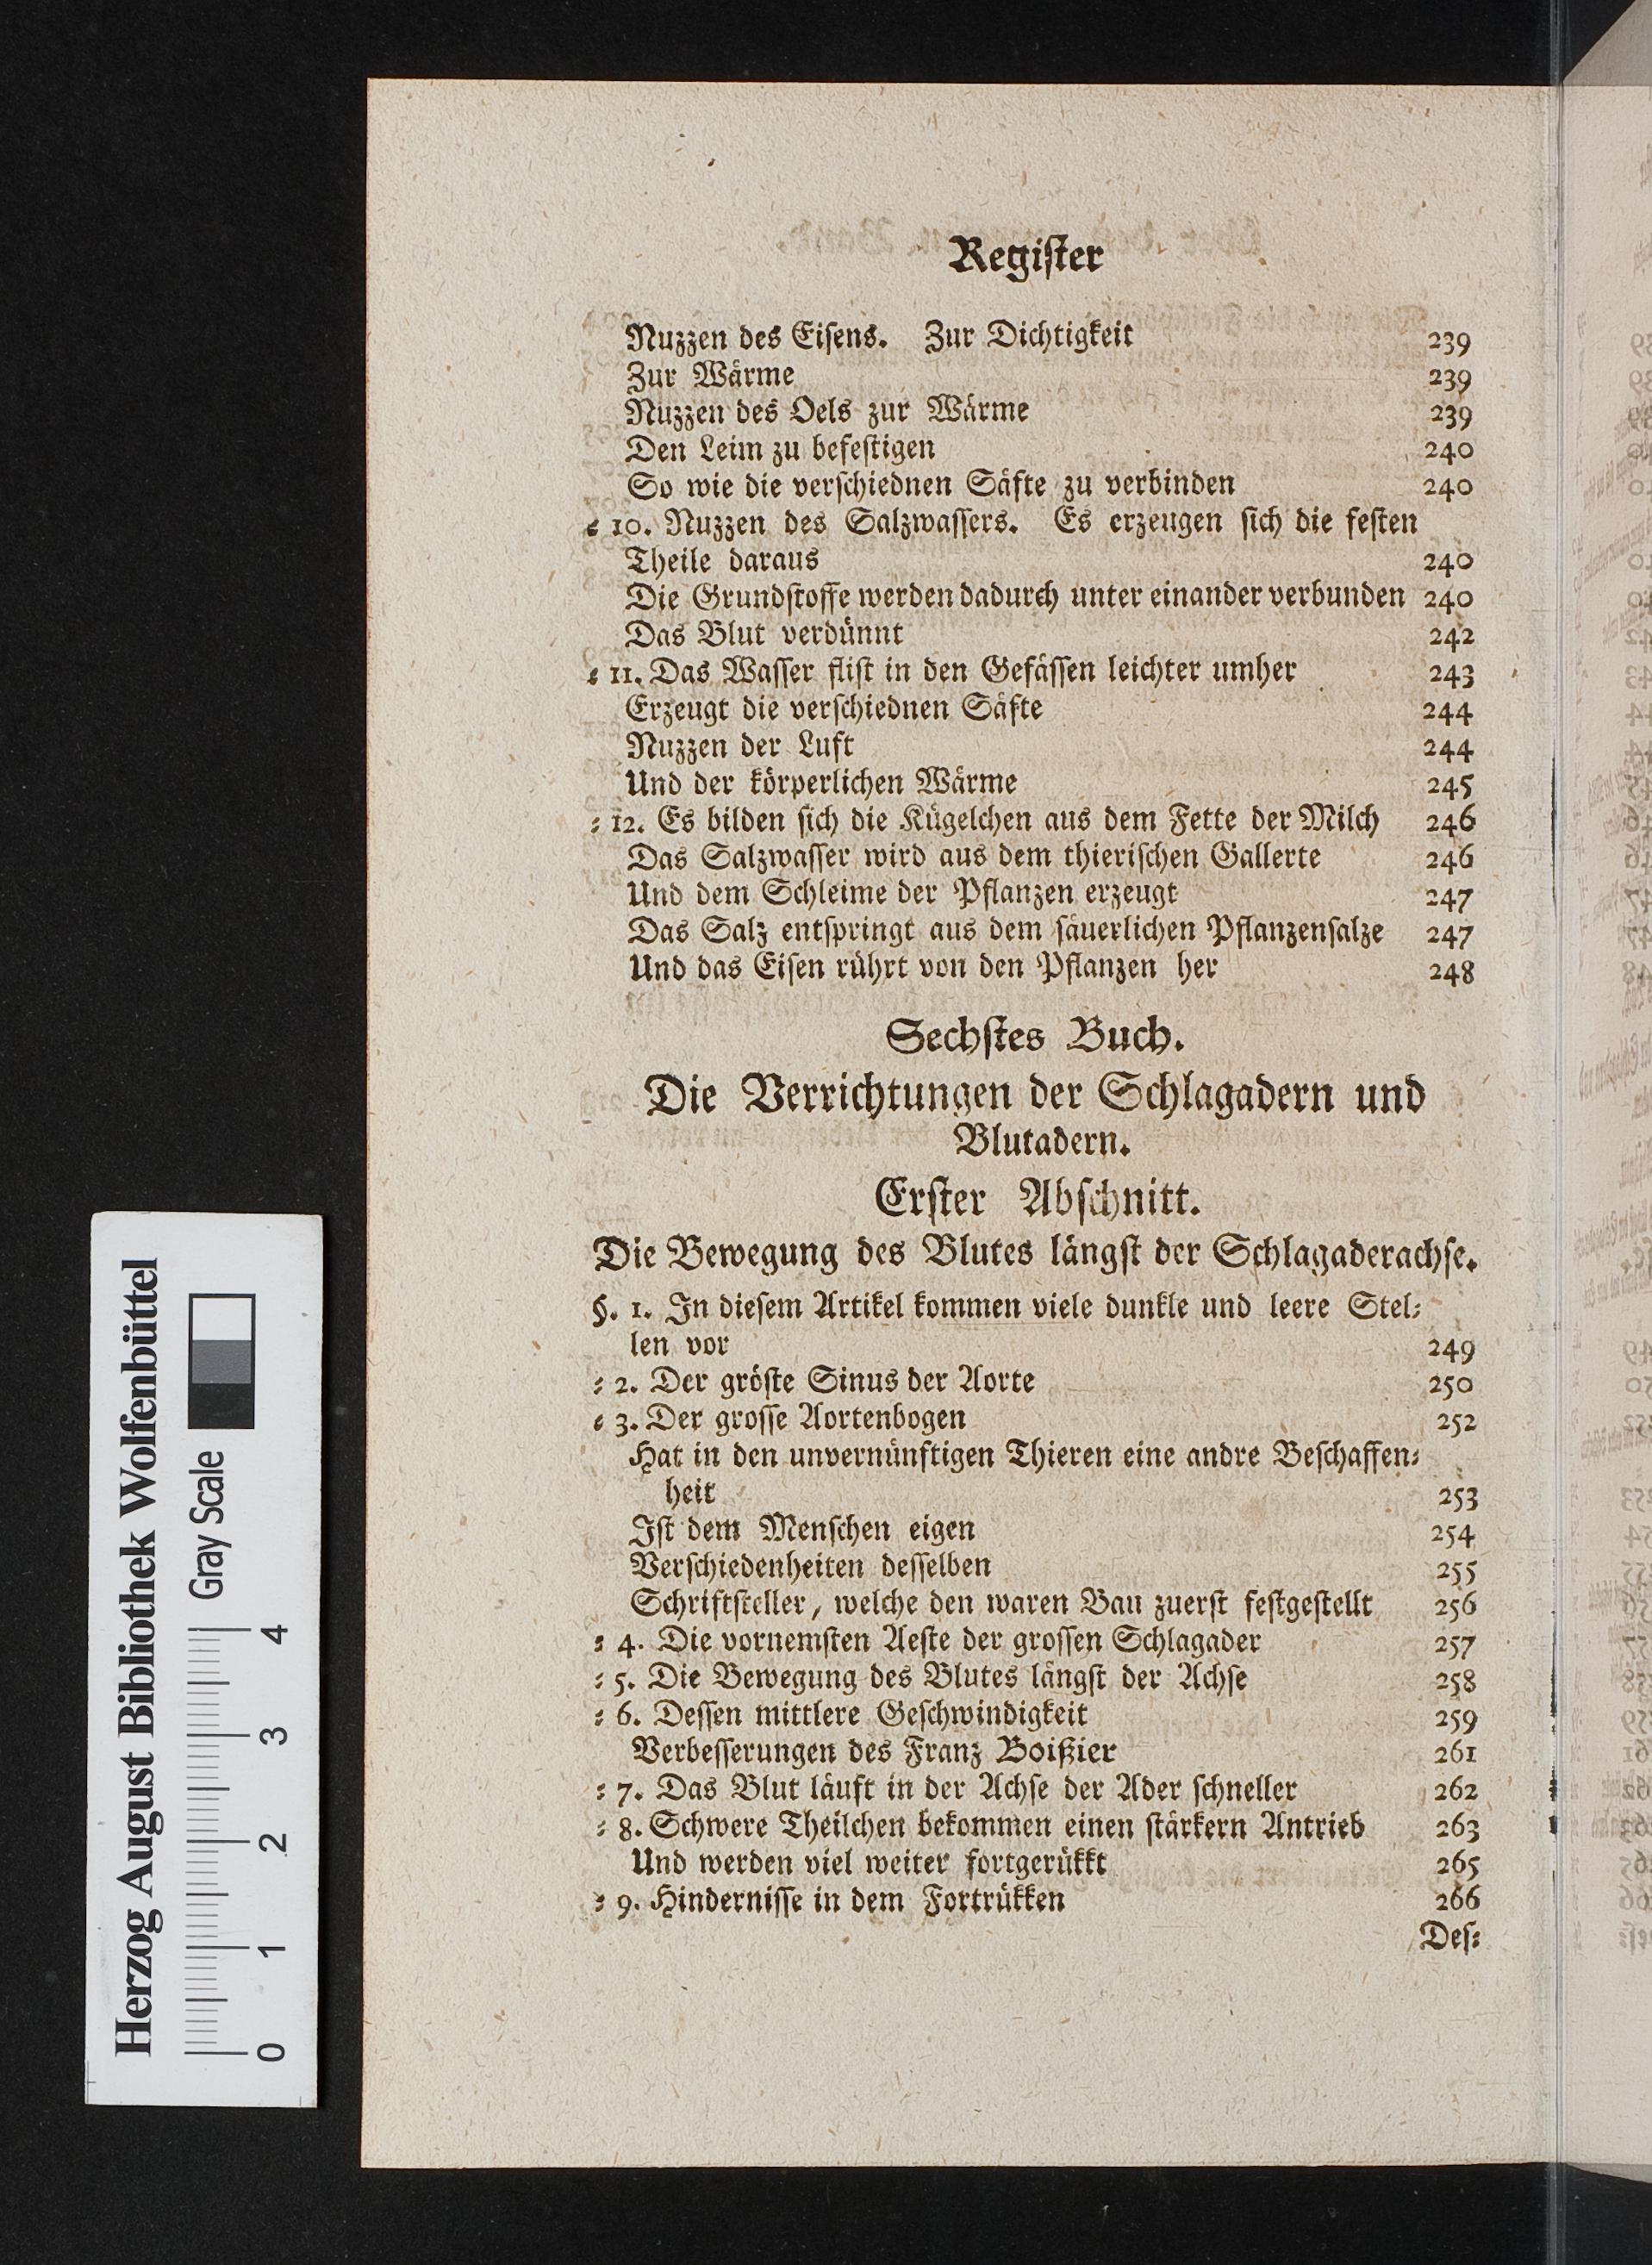 Register
Nuzzen des Eiſens. Zur Dichtigkeit 239
Zur Wärme 239
Nuzzen des Oels zur Wärme 239
Den Leim zu befeſtigen 240
So wie die verſchiednen Säfte zu verbinden 240
⸗ 10. Nuzzen des Salzwaſſers. Es erzeugen ſich die feſten
Theile daraus 240
Die Grundſtoffe werden dadurch unter einander verbunden 240
Das Blut verdünnt 242
⸗ 11. Das Waſſer fliſt in den Gefäſſen leichter umher 243
Erzeugt die verſchiednen Säfte 244
Nuzzen der Luft 244
Und der körperlichen Wärme 245
⸗ 12. Es bilden ſich die Kügelchen aus dem Fette der Milch 246
Das Salzwaſſer wird aus dem thieriſchen Gallerte 246
Und dem Schleime der Pflanzen erzeugt 247
Das Salz entſpringt aus dem ſäuerlichen Pflanzenſalze 247
Und das Eiſen rührt von den Pflanzen her 248
Sechſtes Buch.
Die Verrichtungen der Schlagadern und
Blutadern.
Erſter Abſchnitt.
Die Bewegung des Blutes längſt der Schlagaderachſe.
§. 1. In dieſem Artikel kommen viele dunkle und leere Stel⸗
len vor 249
⸗ 2. Der gröſte Sinus der Aorte 250
⸗ 3. Der groſſe Aortenbogen 252
Hat in den unvernünftigen Thieren eine andre Beſchaffen⸗
heit 253
Iſt dem Menſchen eigen 254
Verſchiedenheiten deſſelben 255
Schriftſteller, welche den waren Bau zuerſt feſtgeſtellt 256
⸗ 4. Die vornemſten Aeſte der groſſen Schlagader 257
⸗ 5. Die Bewegung des Blutes längſt der Achſe 258
⸗ 6. Deſſen mittlere Geſchwindigkeit 259
Verbeſſerungen des Franz Boißier 261
⸗ 7. Das Blut läuft in der Achſe der Ader ſchneller 262
⸗ 8. Schwere Theilchen bekommen einen ſtärkern Antrieb 263
Und werden viel weiter fortgerükkt 265
⸗ 9. Hinderniſſe in dem Fortrükken 266
Deſ⸗
Herzog August Bibliothek Wolfenbüttel
Gray Scale
0 1 2 3 4